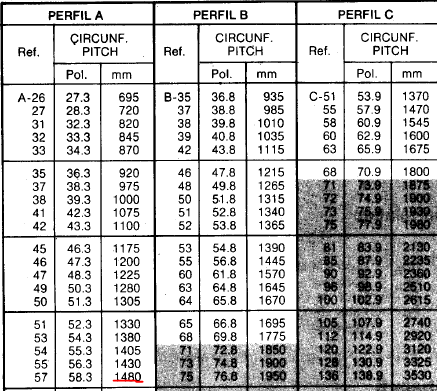 PERFIL A PERFIL B PERFIL C
Ref. CIRCUNF. PITCH Ref. CIRCUNF. PITCH Ref. CIRCUNF. PITCH
Pol. mm Pol. mm Pol. mm
A-26 27.3 695 B-35 36.8 935 C-51 53.9 1370
27 28.3 720 37 38.8 985 55 57.9 1470
31 32.3 820 38 39.8 1010 58 60.9 1545
32 33.3 845 39 40.8 1035 60 62.9 1600
33 34.3 870 42 43.8 1115 63 65.9 1675
35 36.3 920 46 47.8 1215 68 70.9 1800
37 38.3 975 48 49.8 1265 71 73.9 1875
38 39.3 1000 50 51.8 1315 72 74.9 1900
41 42.3 1075 51 52.8 1340 73 75.9 1930
42 43.3 1100 52 53.8 1365 75 77.9 1980
45 46.3 1175 53 54.8 1390 81 83.9 2130
46 47.3 1200 55 56.8 1445 85 87.9 2235
47 48.3 1225 60 61.8 1570 90 92.9 2360
49 50.3 1280 63 64.8 1645 96 98.9 2510
50 51.3 1305 64 65.8 1670 100 102.9 2615
51 52.3 1330 65 66.8 1695 105 107.9 2740
53 54.3 1380 68 69.8 1775 112 114.9 2920
54 55.3 1405 71 72.8 1850 120 122.9 3120
55 56.3 1430 73 74.8 1900 128 130.9 3325
57 58.3 1480 75 76.8 1950 136 138.9 3530